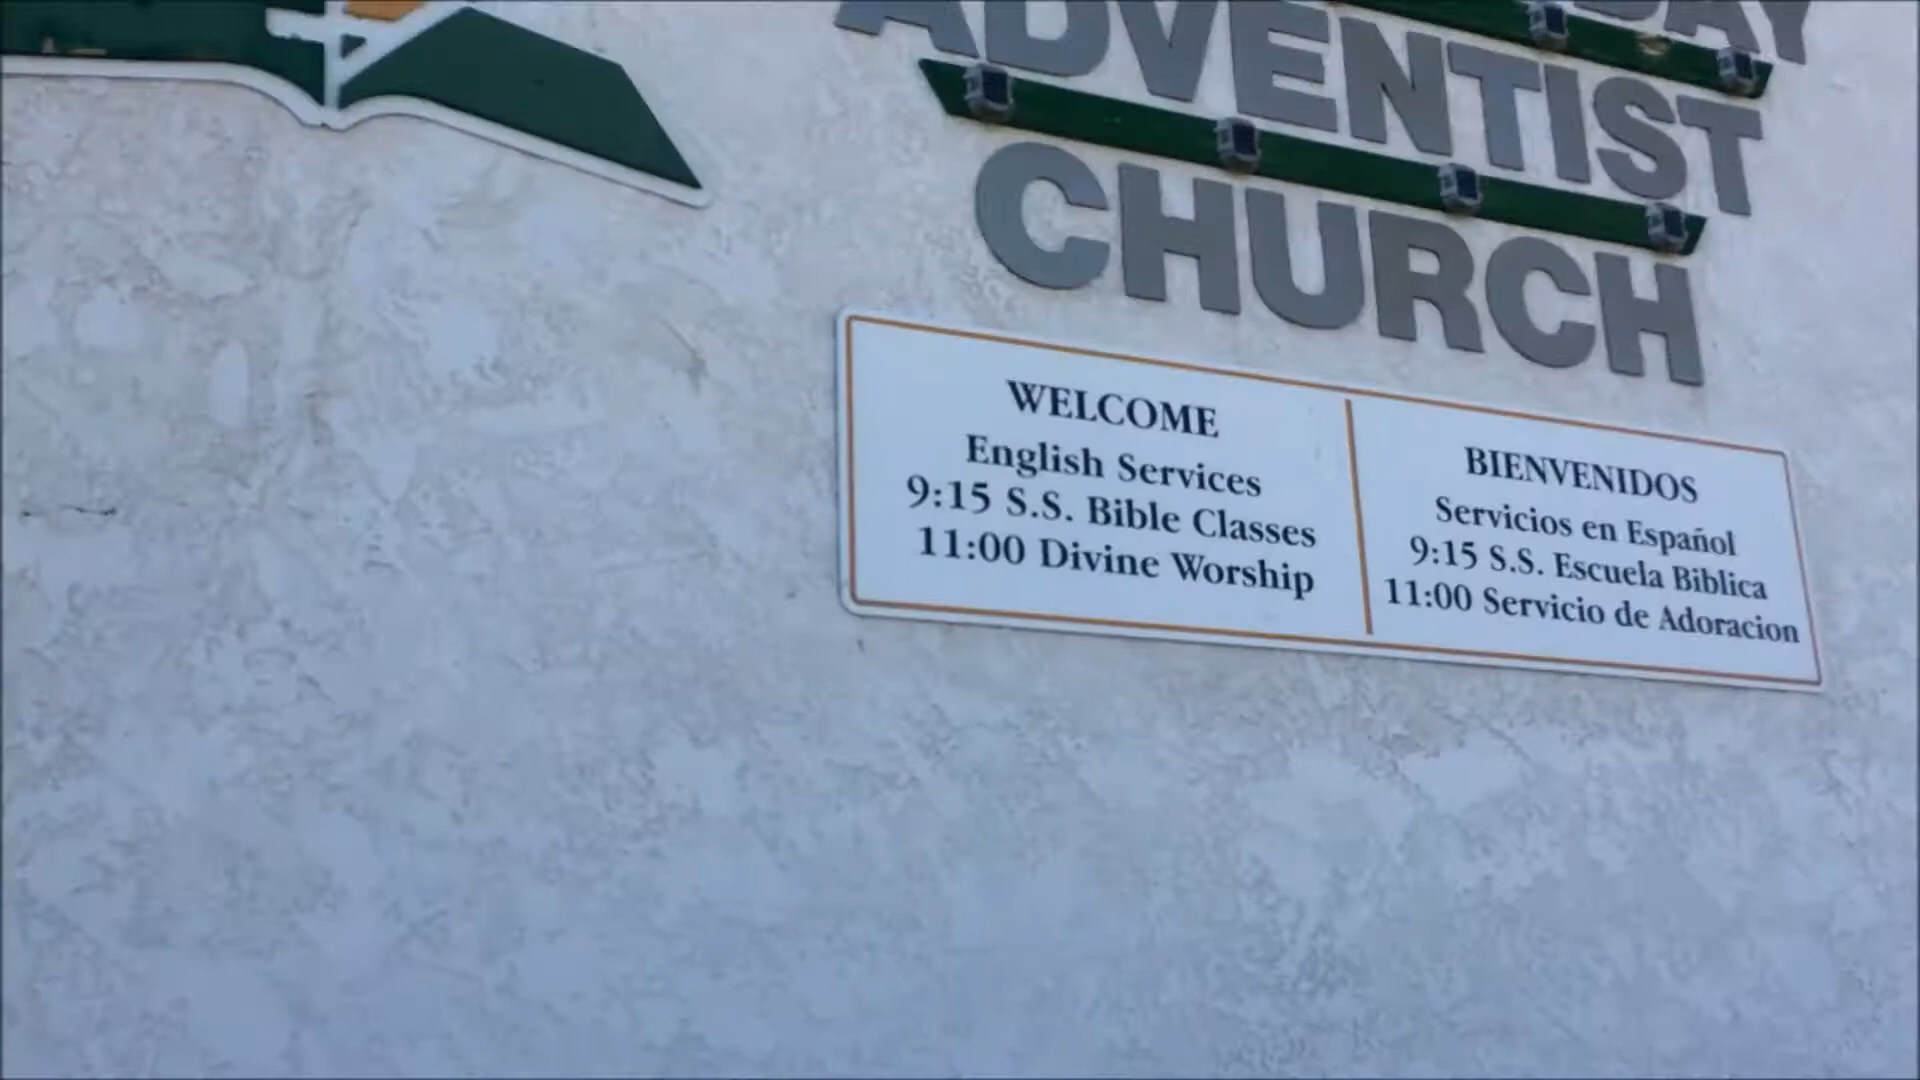 ADVENTIST
CHURCH
WELCOME
English Services
9:15 S.S. Bible Classes
11:00 Divine Worship
BIENVENIDOS
Servicios en Español
9:15 S.S. Escuela Biblica
11:00 Servicio de Adoracion